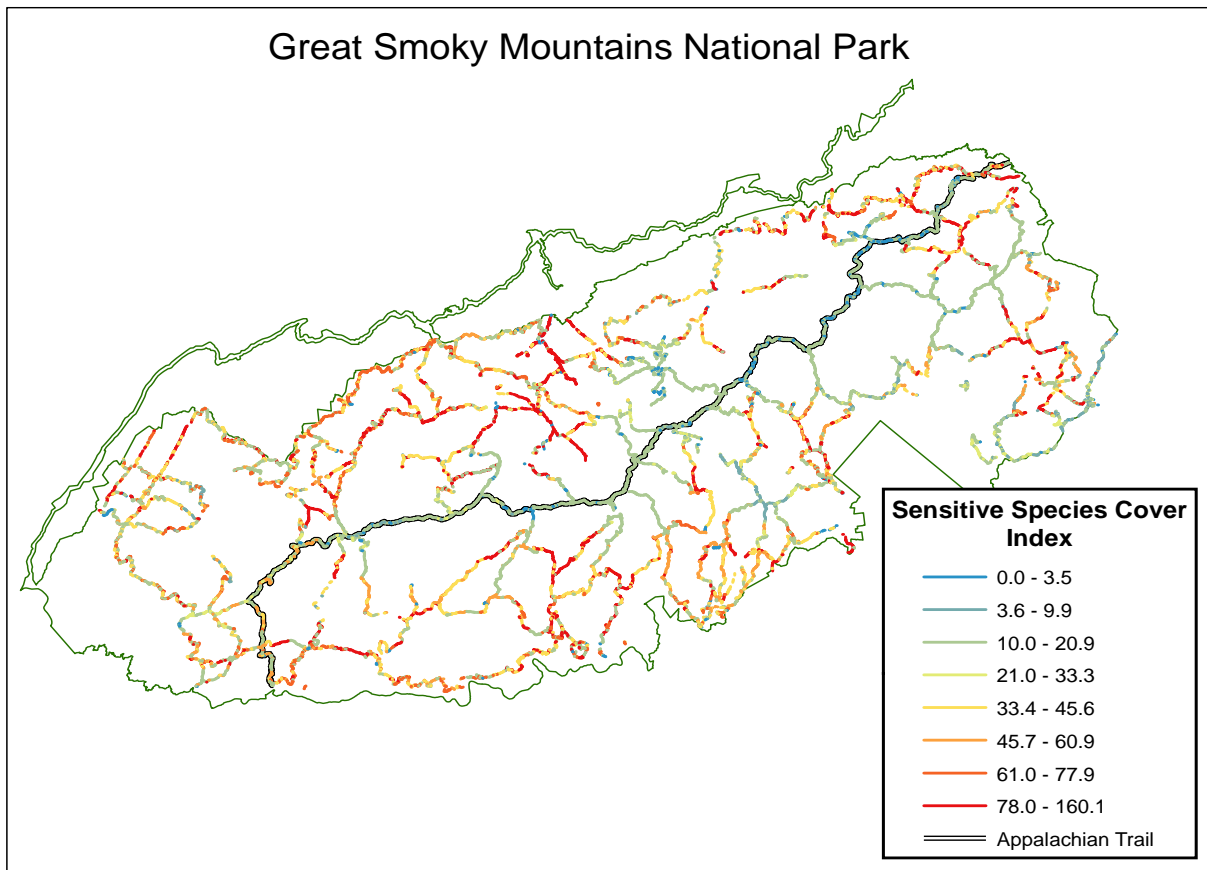 Great Smoky Mountains National Park
Sensitive Species Cover
Index
0.0 - 3.5
3.6 - 9.9
10.0 - 20.9
21.0 - 33.3
33.4 - 45.6
45.7 - 60.9
61.0 - 77.9
78.0 - 160.1
Appalachian Trail